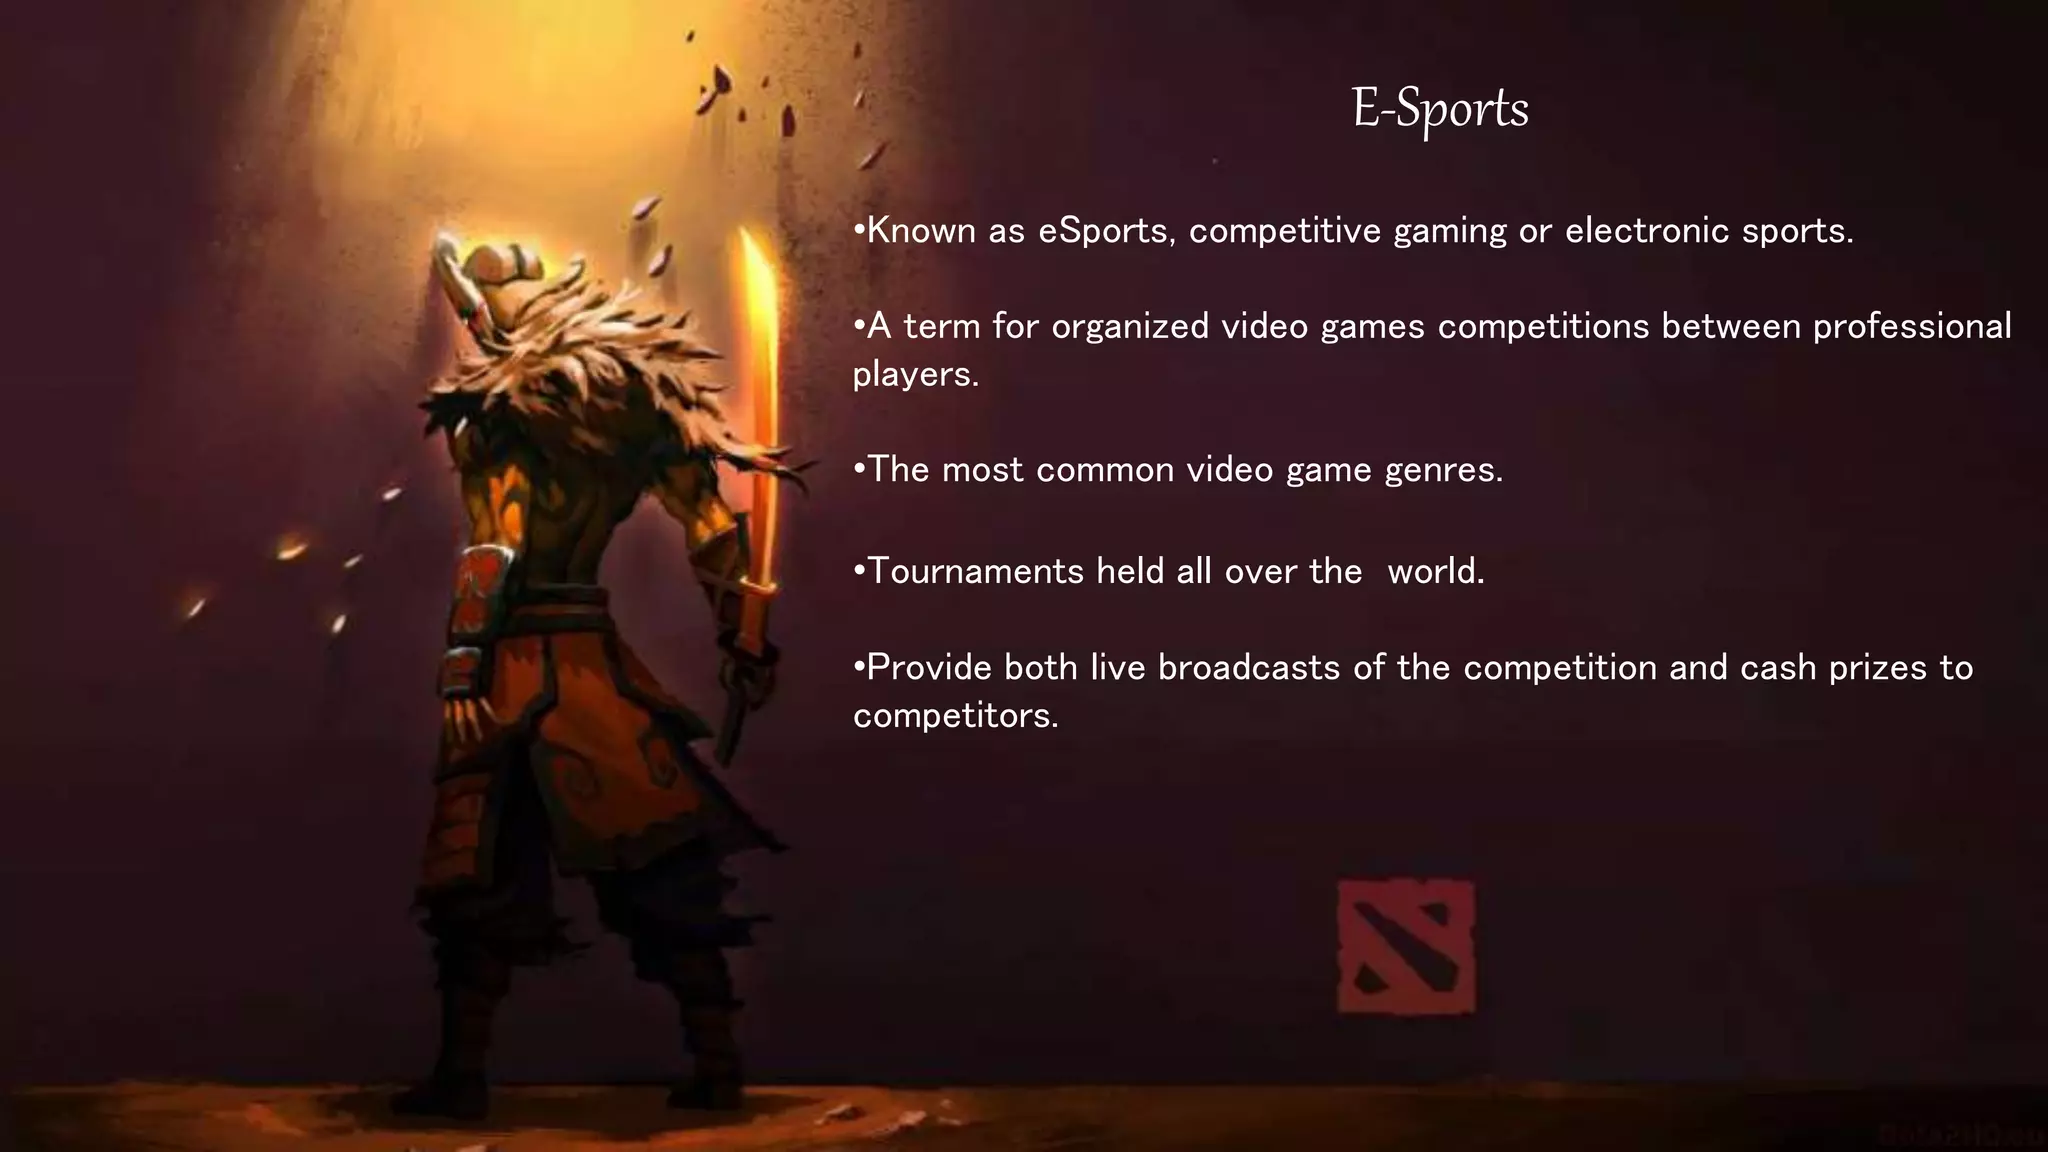 E-Sports
•Known as eSports, competitive gaming or electronic sports.
•A term for organized video games competitions between professional
players.
•The most common video game genres.
•Tournaments held all over the  world.
•Provide both live broadcasts of the competition and cash prizes to
competitors.